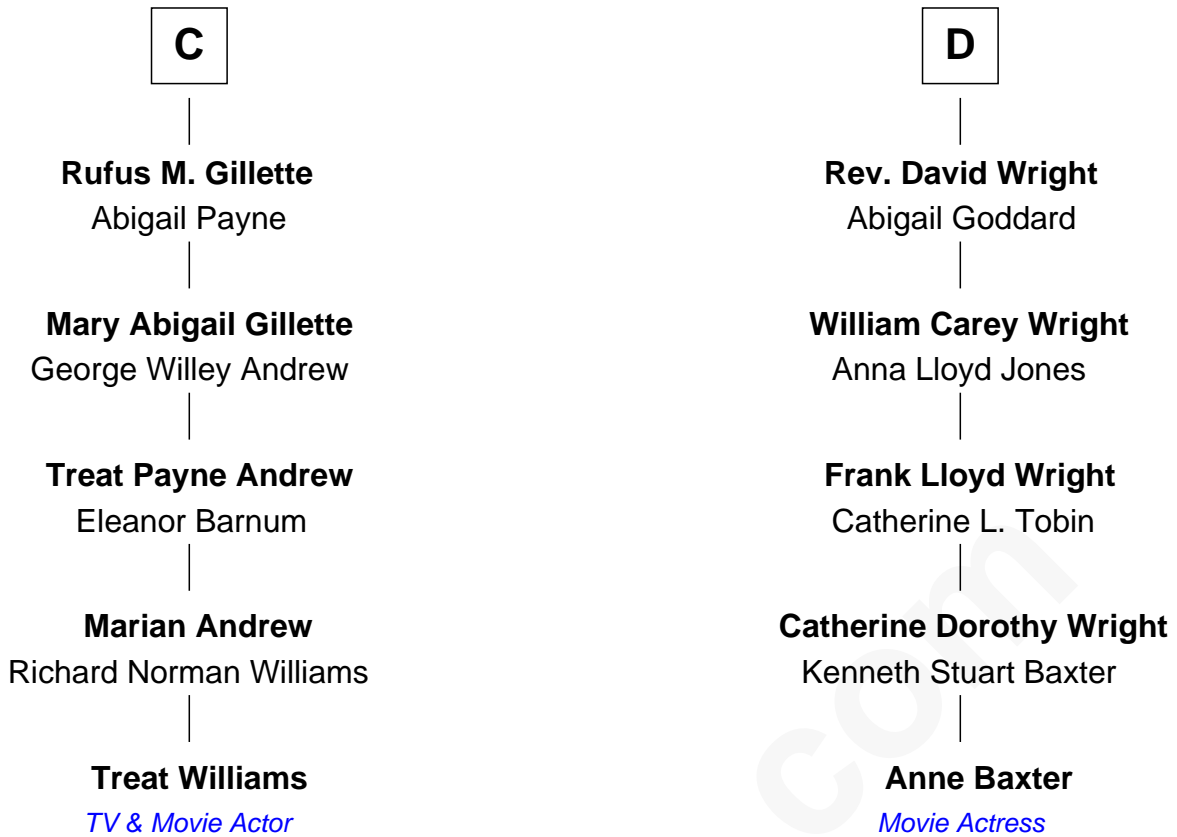 C
Rufus M. Gillette
Abigail Payne
Mary Abigail Gillette
George Willey Andrew
Treat Payne Andrew
Eleanor Barnum
Marian Andrew
Richard Norman Williams
Treat Williams
TV & Movie Actor
D
Rev. David Wright
Abigail Goddard
William Carey Wright
Anna Lloyd Jones
Frank Lloyd Wright
Catherine L. Tobin
Catherine Dorothy Wright
Kenneth Stuart Baxter
Anne Baxter
Movie Actress
com